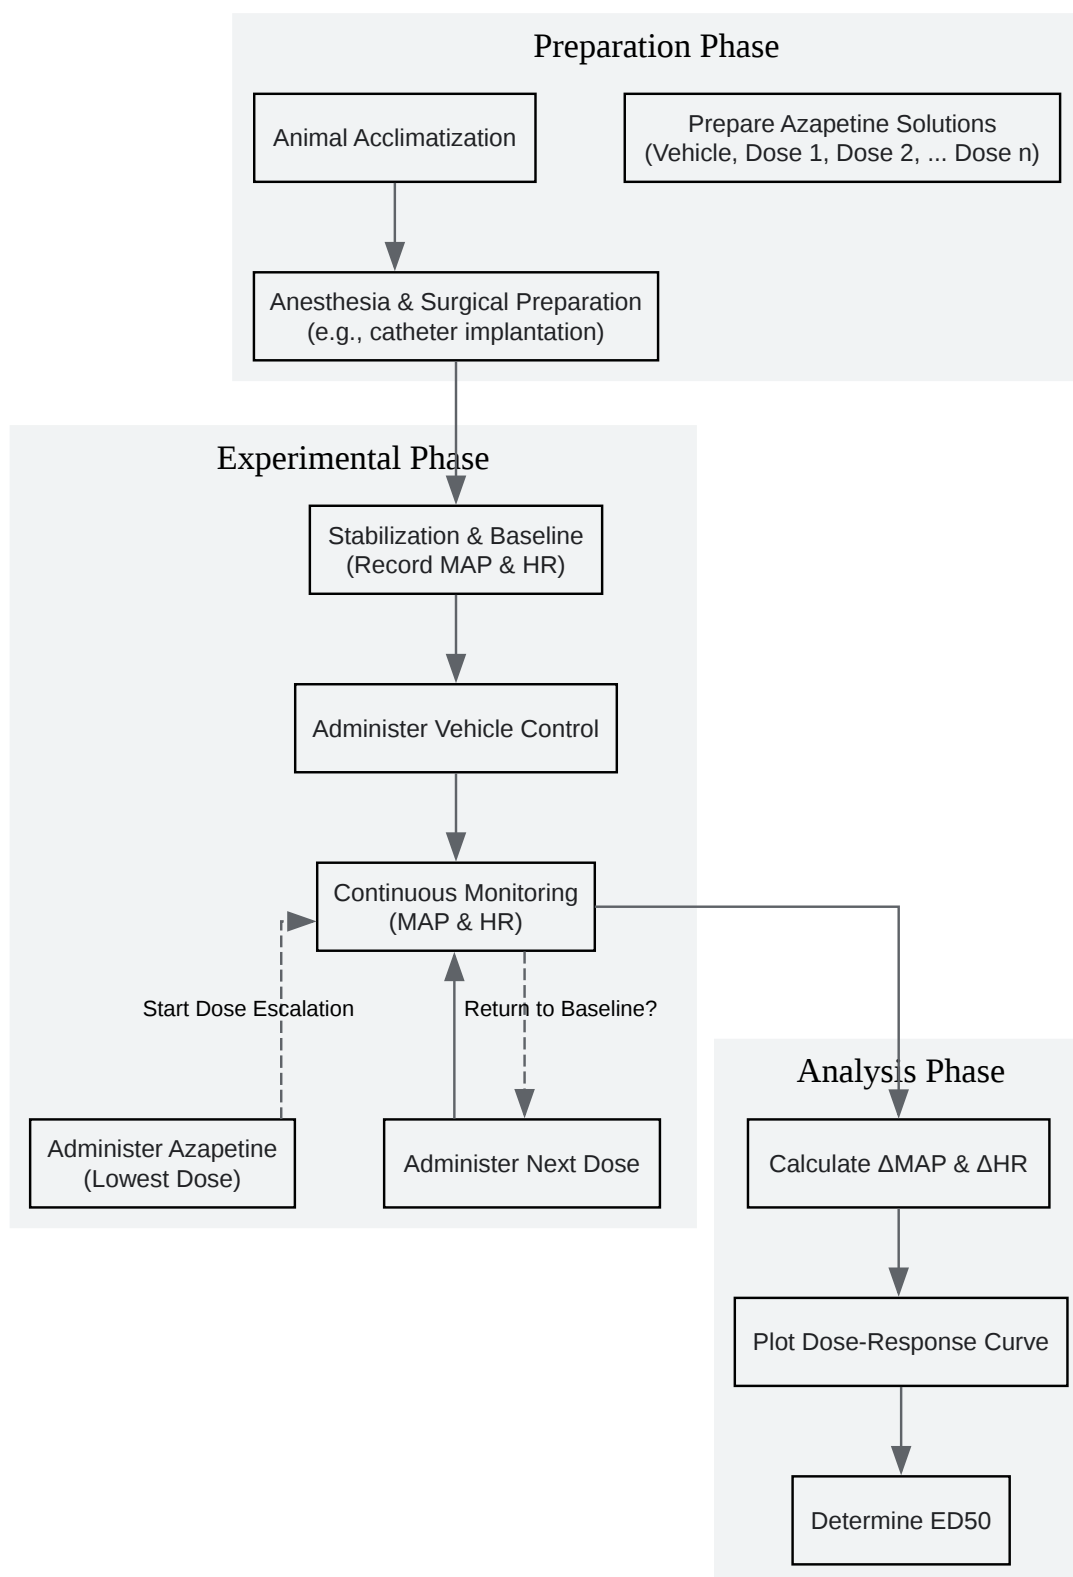 Preparation Phase
Animal Acclimatization
Prepare Azapetine Solutions
(Vehicle, Dose 1, Dose 2, ... Dose n)
Anesthesia & Surgical Preparation
(e.g., catheter implantation)
Experimental Phase
Stabilization & Baseline
(Record MAP & HR)
Administer Vehicle Control
Continuous Monitoring
(MAP & HR)
Start Dose Escalation
Return to Baseline?
Administer Azapetine
(Lowest Dose)
Administer Next Dose
Analysis Phase
Calculate ΔMAP & ΔHR
Plot Dose-Response Curve
Determine ED50